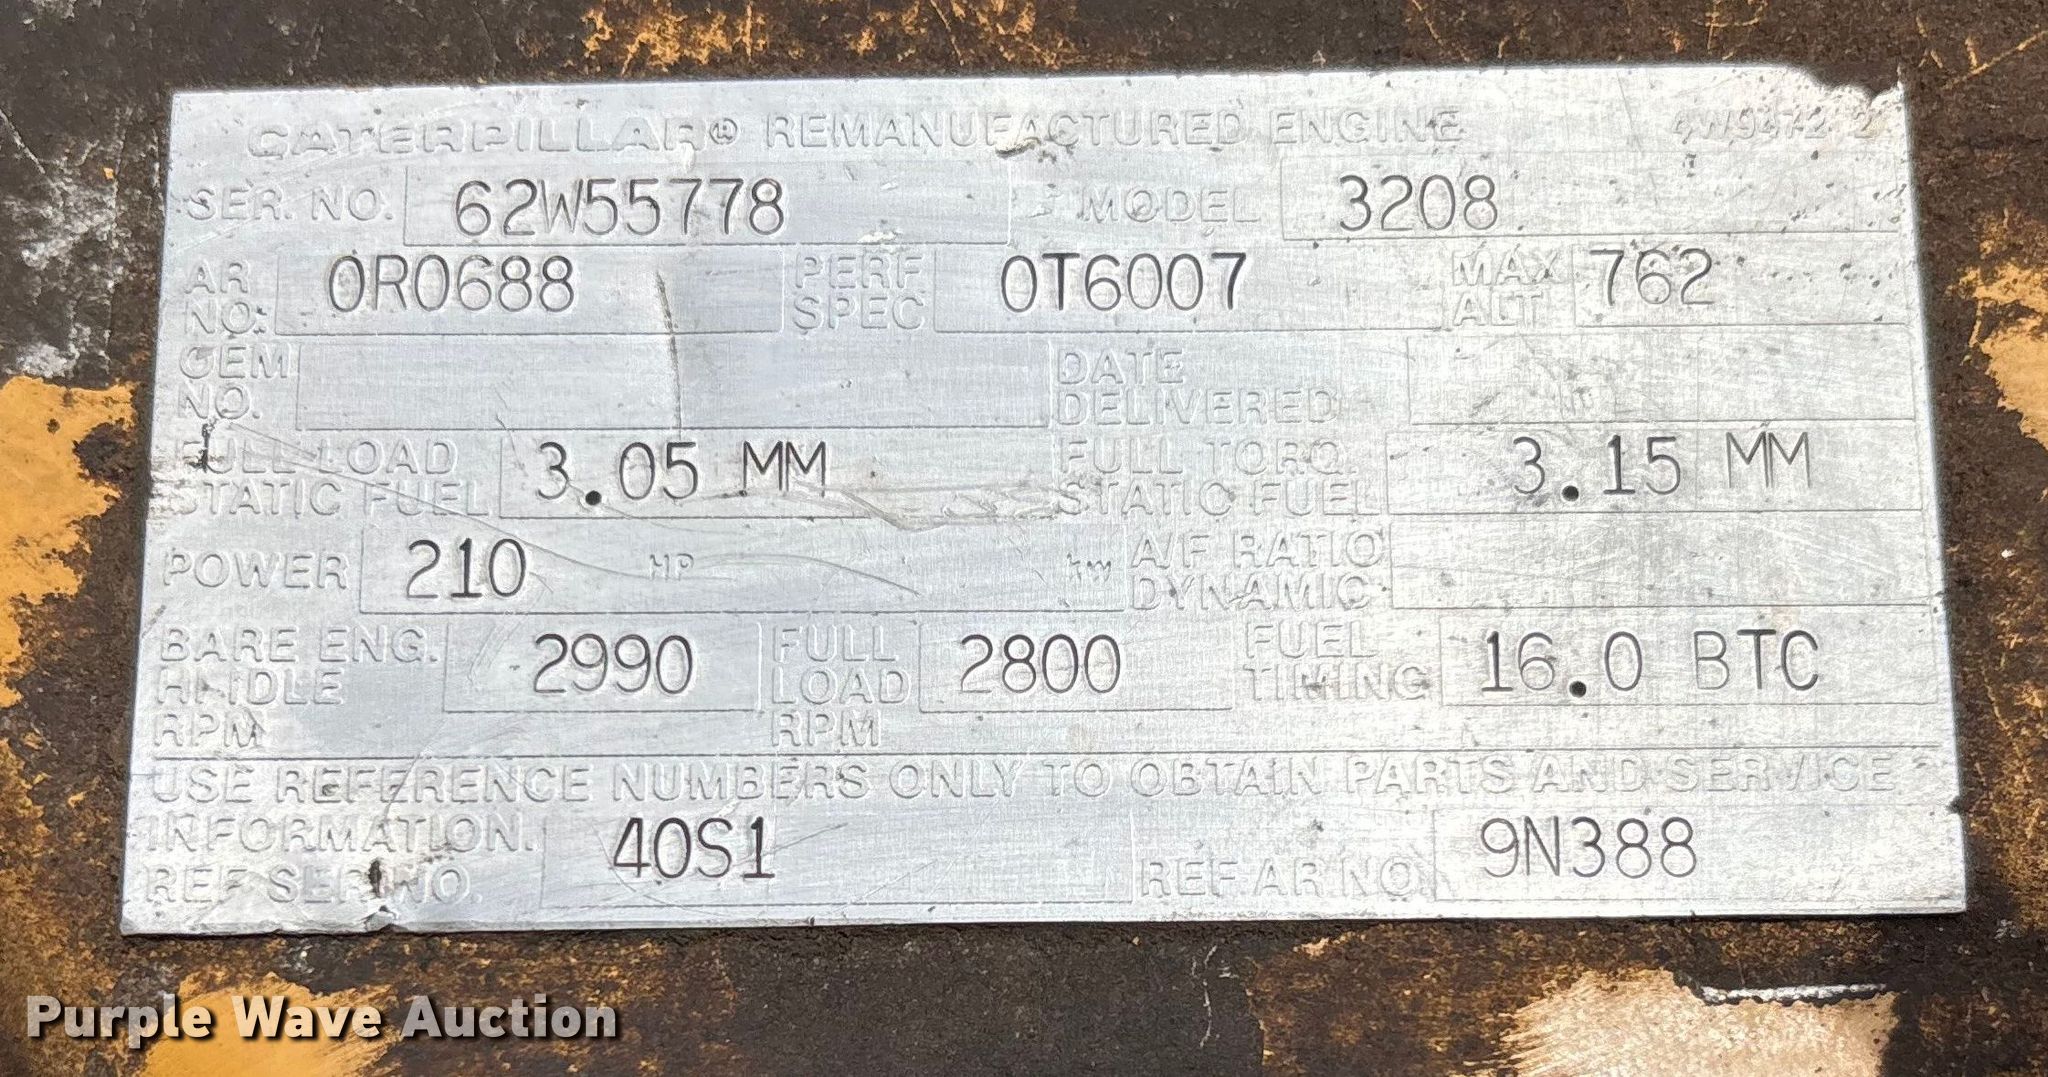 CATERPILLAR® REMANUFACTURED ENGINE 4W9472 2
SER. NO. 62W55778 MODEL 3208
AR NO. 0R0688 PERF SPEC 0T6007 MAX ALT 762
OEM NO. DATE DELIVERED
FULL LOAD STATIC FUEL 3.05 MM FULL TORQ. STATIC FUEL 3.15 MM
POWER 210 HP kW A/F RATIO DYNAMIC
BARE ENG. HI IDLE RPM 2990 FULL LOAD RPM 2800 FUEL TIMING 16.0 BTC
USE REFERENCE NUMBERS ONLY TO OBTAIN PARTS AND SERVICE
INFORMATION.
REF SER NO. 40S1 REF. AR NO. 9N388
Purple Wave Auction